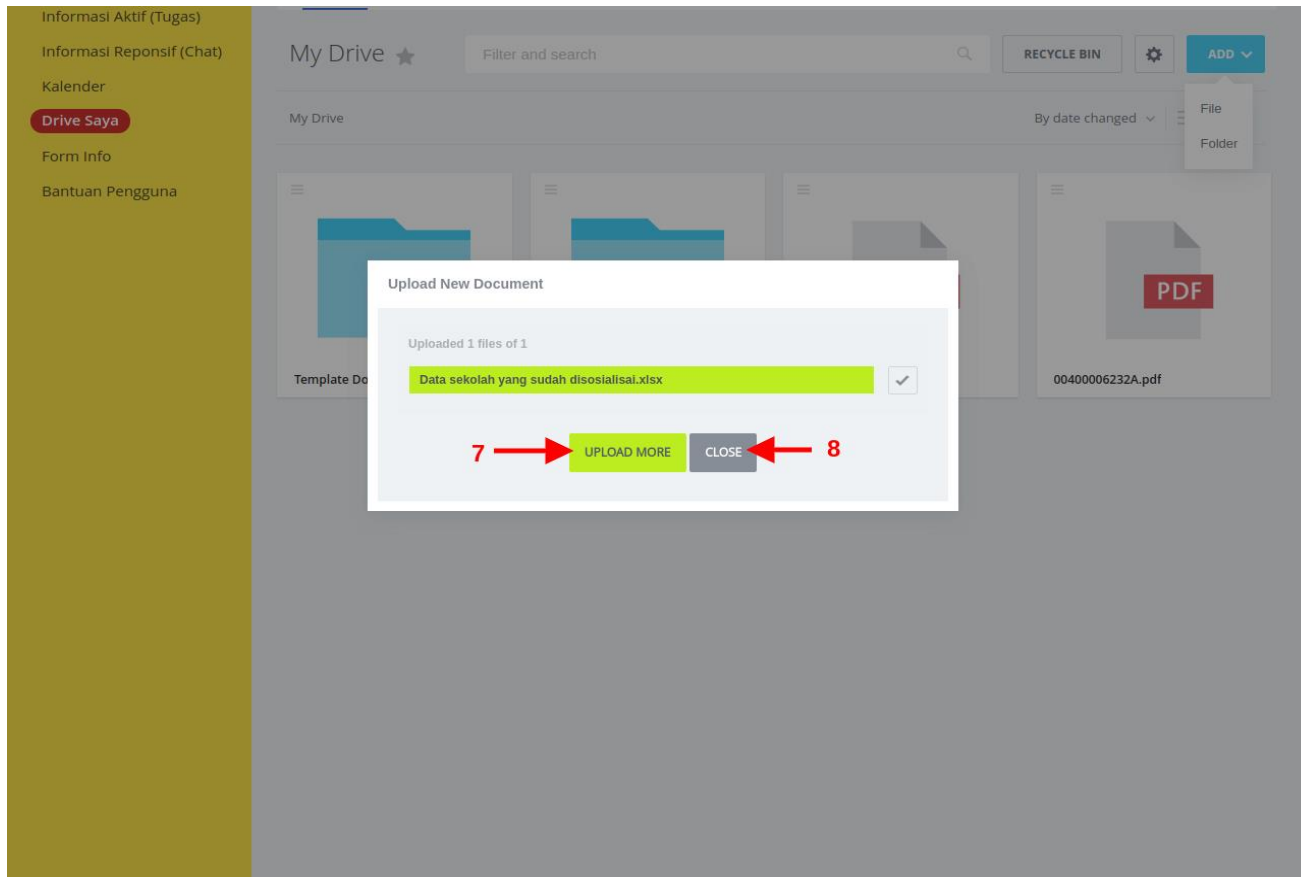 Informasi Aktif (Tugas)
Informasi Reponsif (Chat)
Kalender
Drive Saya
Form Info
Bantuan Pengguna
My Drive
Filter and search
RECYCLE BIN
ADD
File
Folder
My Drive
By date changed
PDF
Template Do
00400006232A.pdf
Upload New Document
Uploaded 1 files of 1
Data sekolah yang sudah disosialisai.xlsx
7
UPLOAD MORE
CLOSE
8